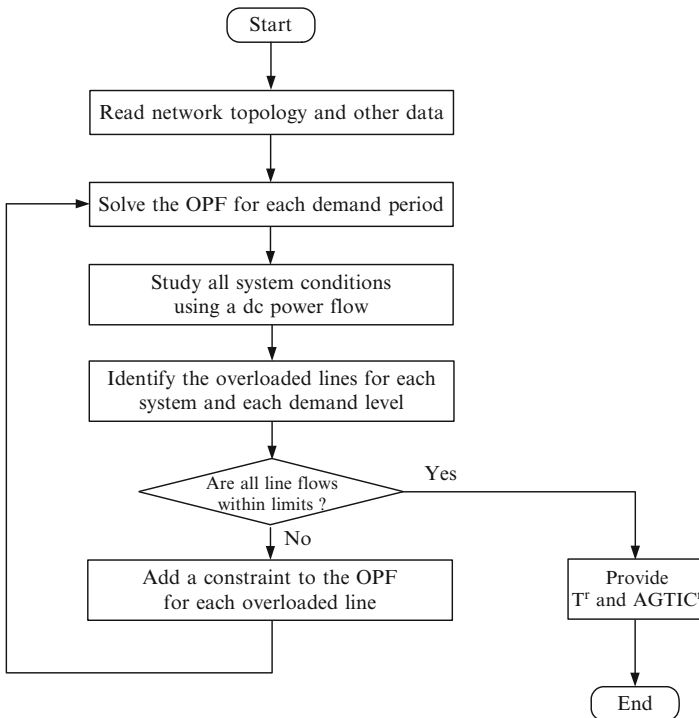 Start
Read network topology and other data
Solve the OPF for each demand period
Study all system conditions
using a dc power flow
Identify the overloaded lines for each
system and each demand level
Are all line flows
within limits ?
Yes
No
Add a constraint to the OPF
for each overloaded line
Provide
Tʳ and AGTICʳ
End